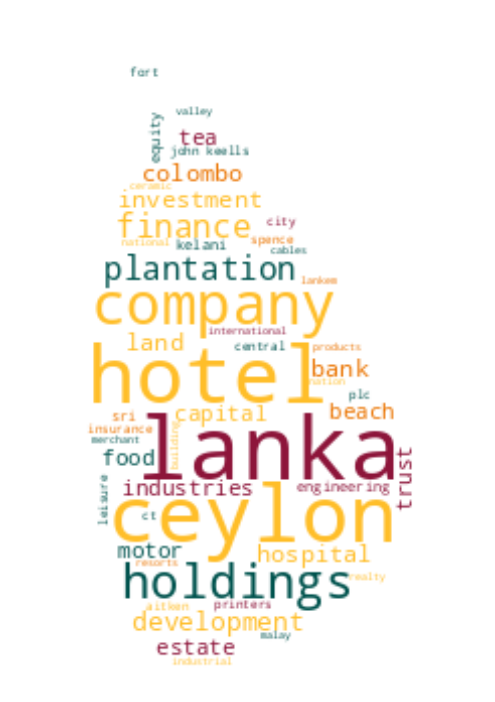 fort
valley
equity
tea
john keells
colombo
ceramic
investment
finance
city
national
kelani
spence
cables
plantation
lankem
company
international
land
central
products
hotel
bank
nation
plc
sri
capital
beach
insurance
merchant
building
lanka
food
trust
industries
engineering
leisure
ceylon
ct
motor
hospital
resorts
holdings
realty
aitken
printers
development
malay
estate
industrial